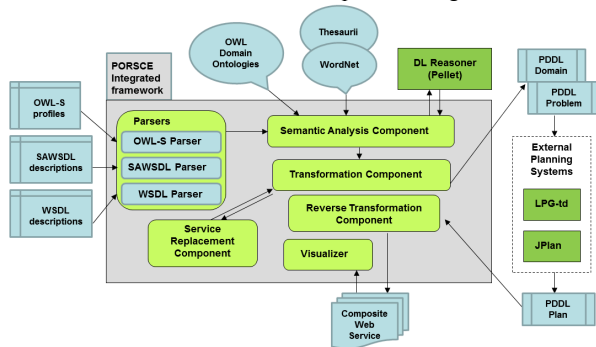 PORSCE
Integrated
framework
OWL
Domain
Ontologies
Thesaurii
WordNet
DL Reasoner
(Pellet)
PDDL
Domain
PDDL
Problem
OWL-S
profiles
SAWSDL
descriptions
WSDL
descriptions
Parsers
OWL-S Parser
SAWSDL Parser
WSDL Parser
Semantic Analysis Component
Transformation Component
Reverse Transformation
Component
Service
Replacement
Component
Visualizer
External
Planning
Systems
LPG-td
JPlan
PDDL
Plan
Composite
Web
Service